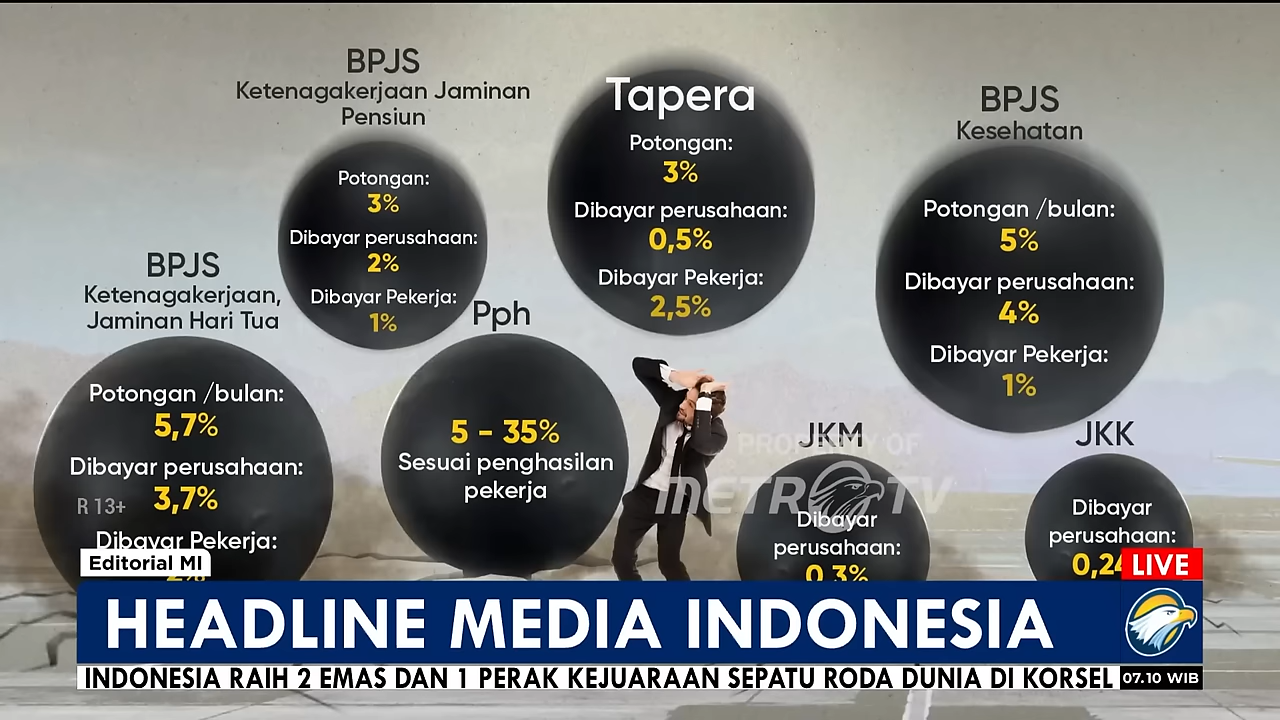 BPJS
Ketenagakerjaan Jaminan
Pensiun
Potongan:
3%
Dibayar perusahaan:
2%
Dibayar Pekerja:
1%
Tapera
Potongan:
3%
Dibayar perusahaan:
0,5%
Dibayar Pekerja:
2,5%
BPJS
Kesehatan
Potongan /bulan:
5%
Dibayar perusahaan:
4%
Dibayar Pekerja:
1%
BPJS
Ketenagakerjaan,
Jaminan Hari Tua
Potongan /bulan:
5,7%
Dibayar perusahaan:
3,7%
Dibayar Pekerja:
2%
R 13+
Pph
5 - 35%
Sesuai penghasilan
pekerja
JKM
Dibayar
perusahaan:
0,3%
JKK
Dibayar
perusahaan:
0,24
PROPERTY OF
METRO TV
Editorial MI
LIVE
HEADLINE MEDIA INDONESIA
INDONESIA RAIH 2 EMAS DAN 1 PERAK KEJUARAAN SEPATU RODA DUNIA DI KORSEL
07.10 WIB